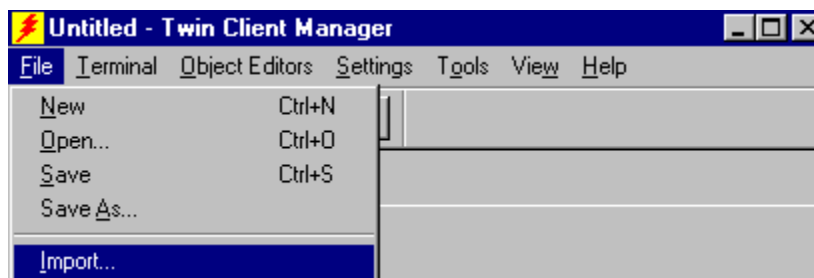 Untitled - Twin Client Manager
File Terminal Object Editors Settings Tools View Help
New Ctrl+N
Open... Ctrl+O
Save Ctrl+S
Save As...
Import...